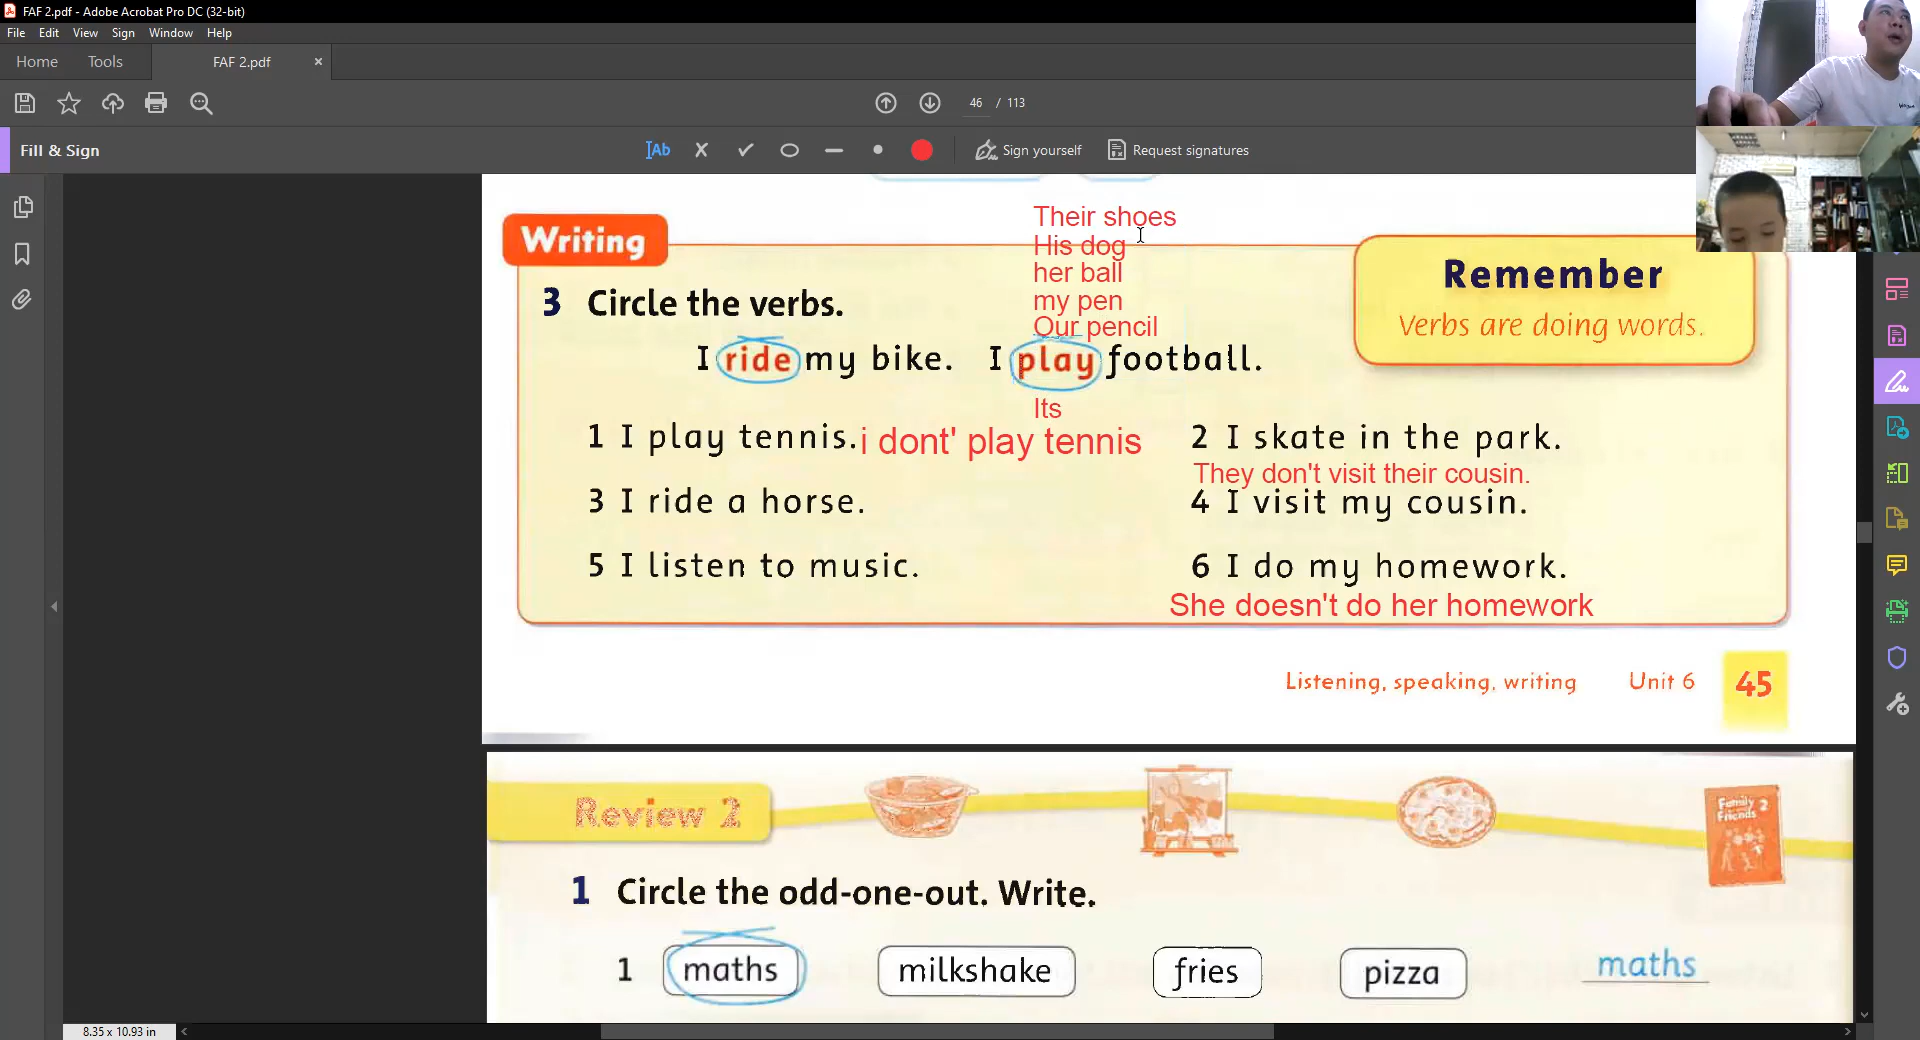 FAF 2.pdf - Adobe Acrobat Pro DC (32-bit)
File Edit View Sign Window Help
Home Tools FAF 2.pdf ×
46 / 113
Fill & Sign
Ab Sign yourself Request signatures
Writing
Their shoes
His dog
her ball
my pen
Our pencil
Remember
Verbs are doing words.
3 Circle the verbs.
I ride my bike. I play football.
Its
1 I play tennis. i dont' play tennis
2 I skate in the park.
They don't visit their cousin.
3 I ride a horse.
4 I visit my cousin.
5 I listen to music.
6 I do my homework.
She doesn't do her homework
Listening, speaking, writing Unit 6 45
Review 2
Family Friends 2
1 Circle the odd-one-out. Write.
1 maths milkshake fries pizza maths
8.35 x 10.93 in